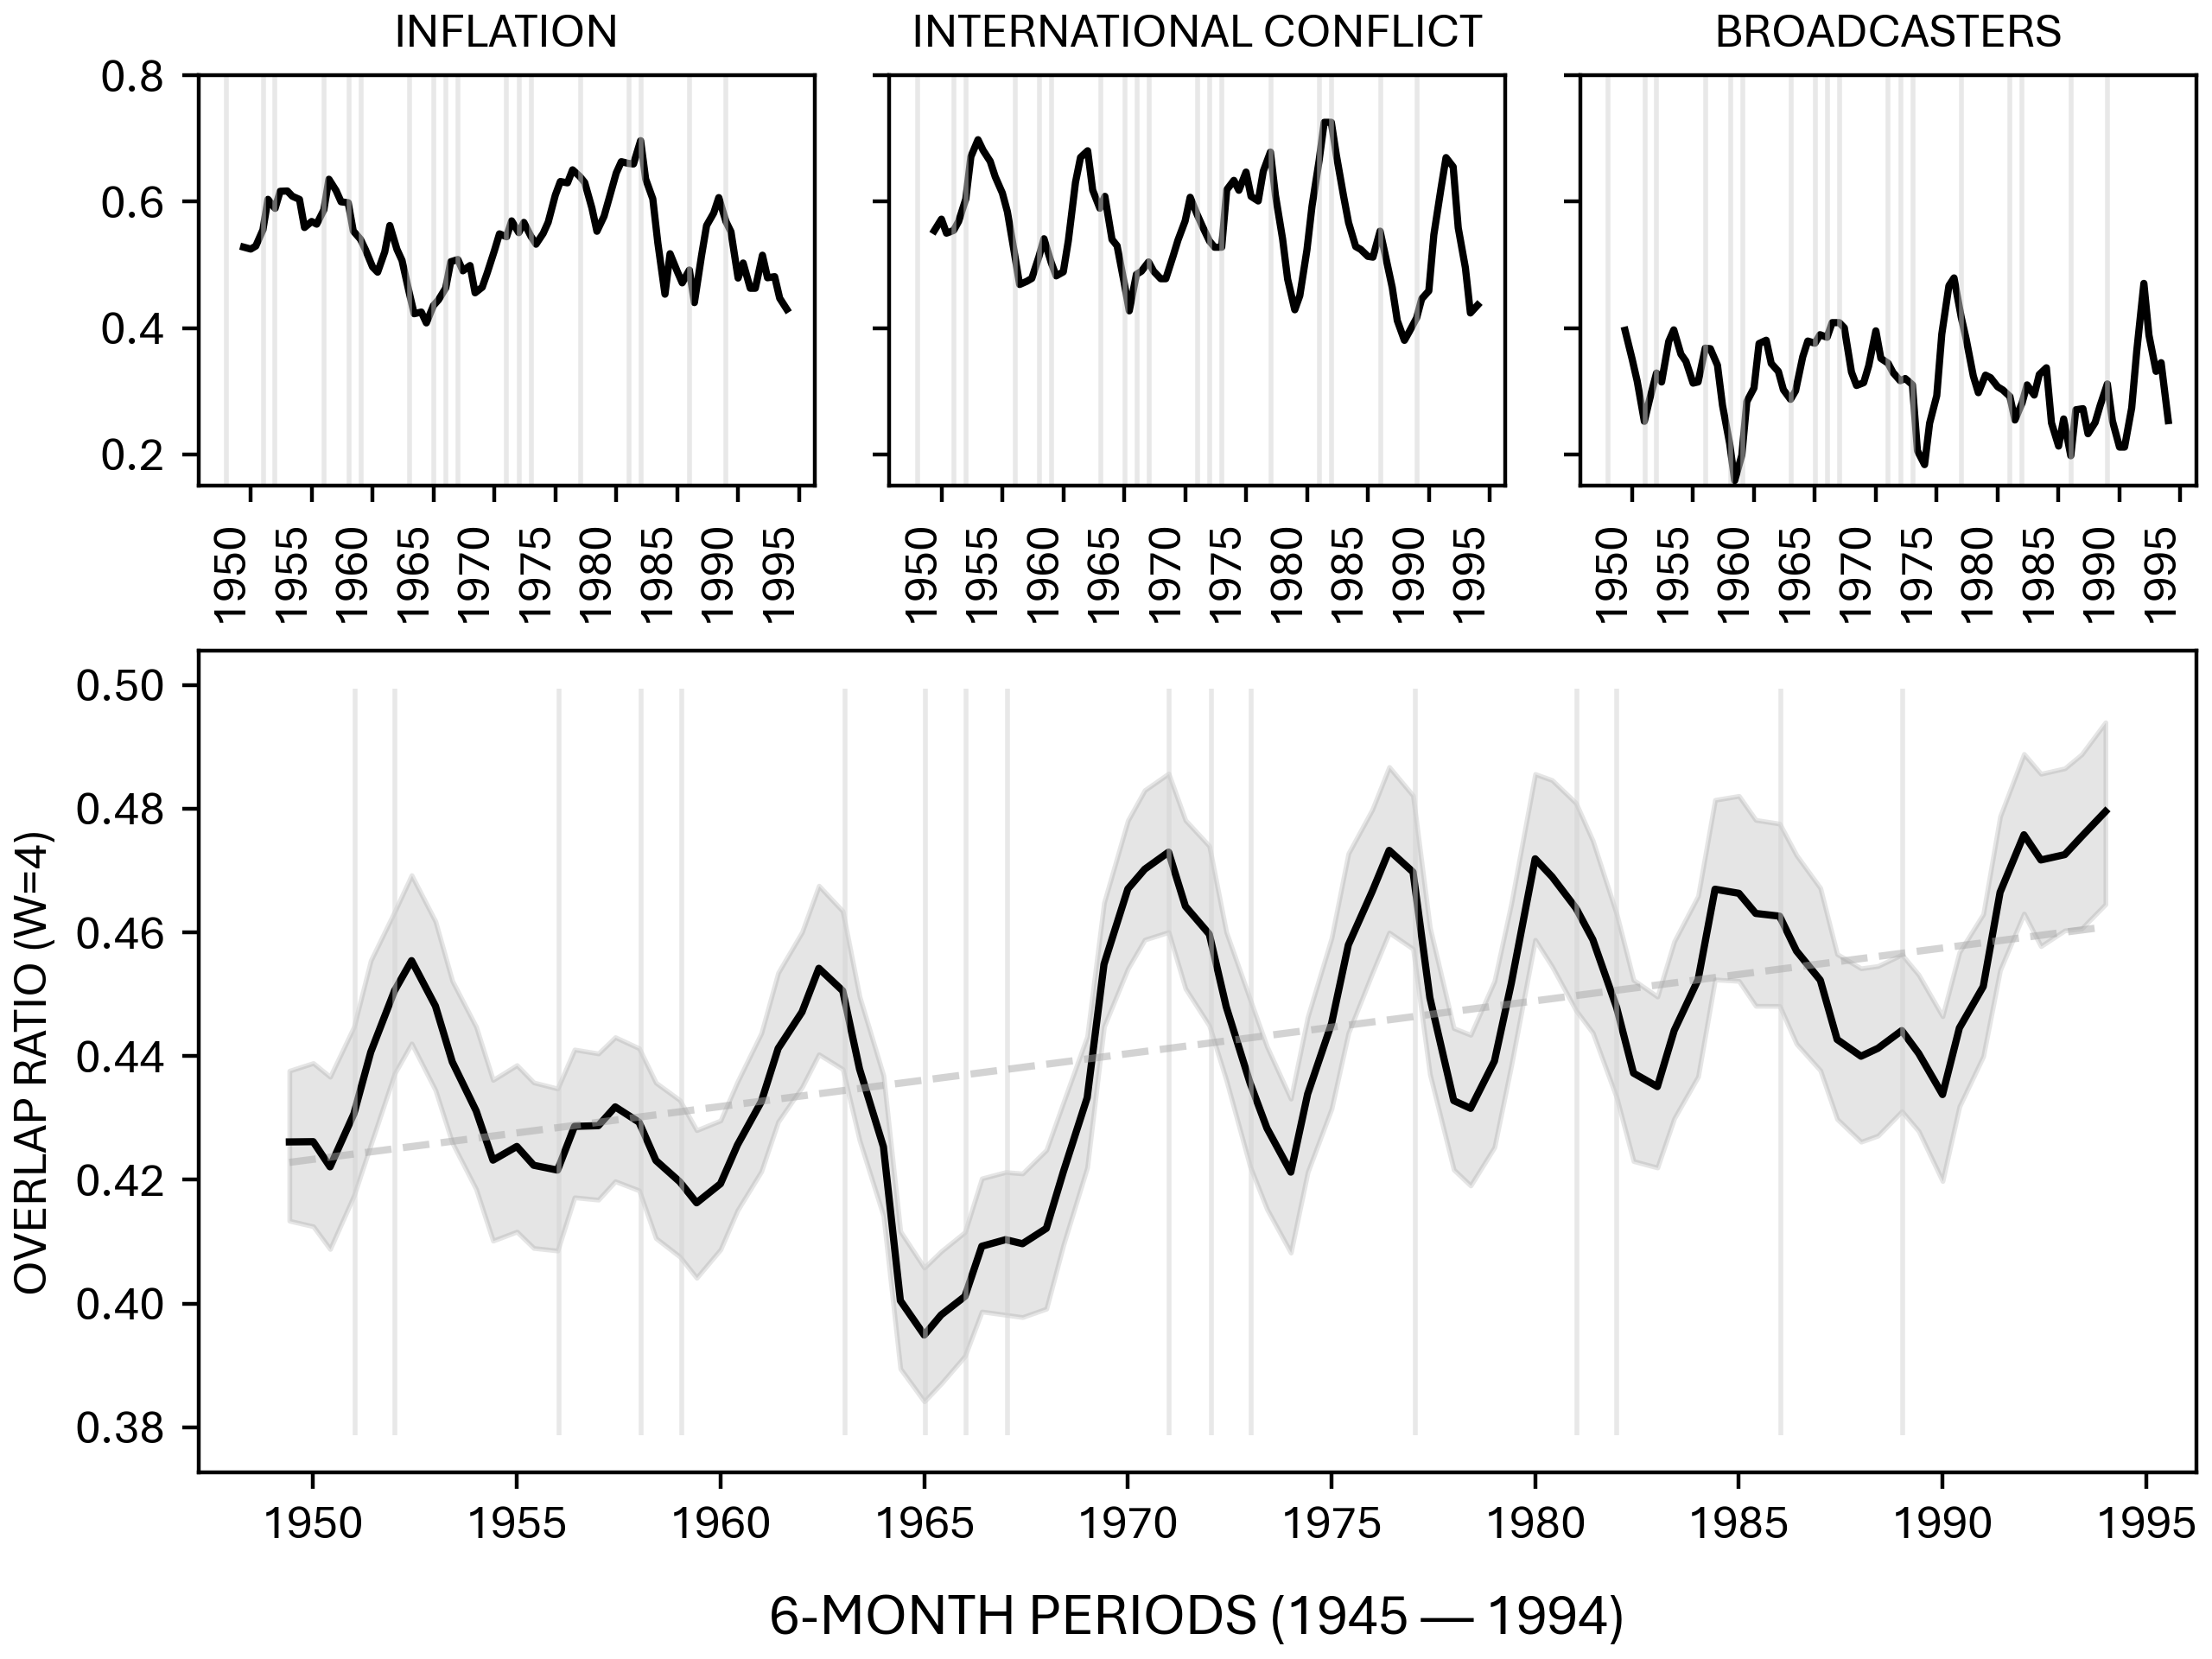 INFLATION
INTERNATIONAL CONFLICT
BROADCASTERS
0.8
0.6
0.4
0.2
1950 1955 1960 1965 1970 1975 1980 1985 1990 1995
1950 1955 1960 1965 1970 1975 1980 1985 1990 1995
1950 1955 1960 1965 1970 1975 1980 1985 1990 1995
OVERLAP RATIO (W=4)
0.50
0.48
0.46
0.44
0.42
0.40
0.38
1950 1955 1960 1965 1970 1975 1980 1985 1990 1995
6-MONTH PERIODS (1945 — 1994)